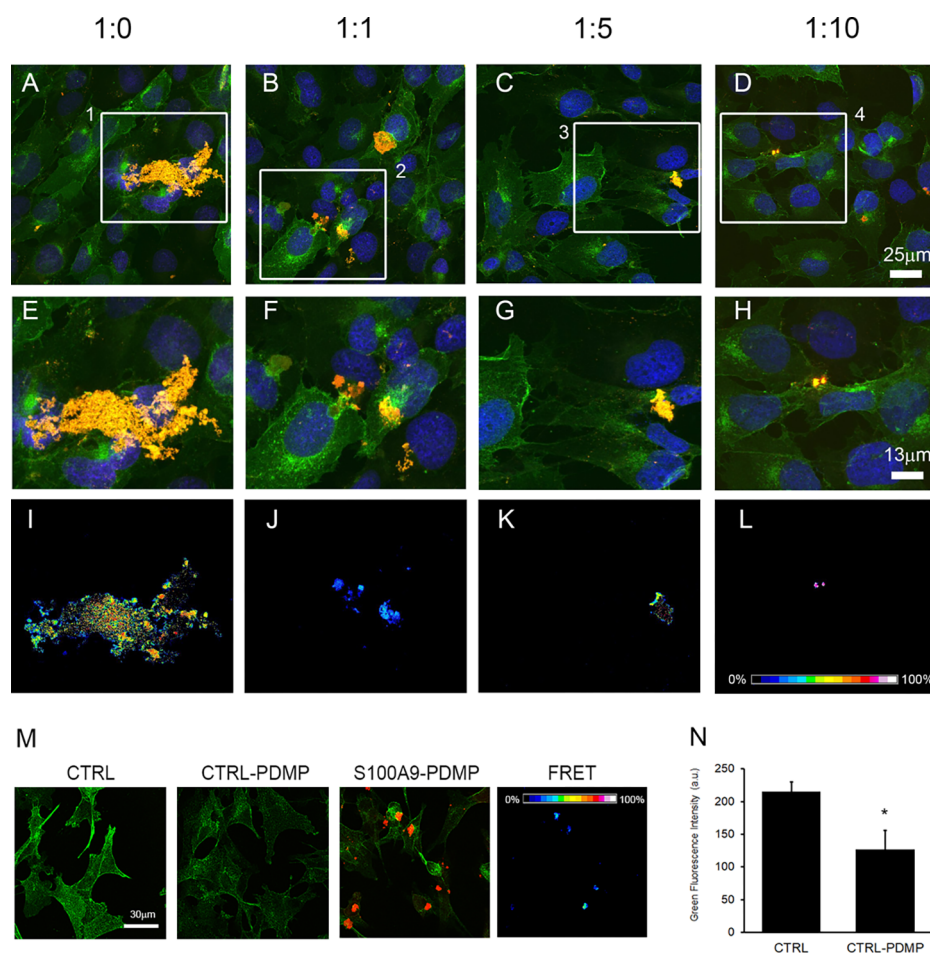 1:0 1:1 1:5 1:10
A B C D
1 2 3 4
25μm
E F G H
13μm
I J K L
0% 100%
M N
CTRL CTRL-PDMP S100A9-PDMP FRET
0% 100%
30μm
Green Fluorescence Intensity (a.u.)
250
200
150
100
50
0
*
CTRL CTRL-PDMP